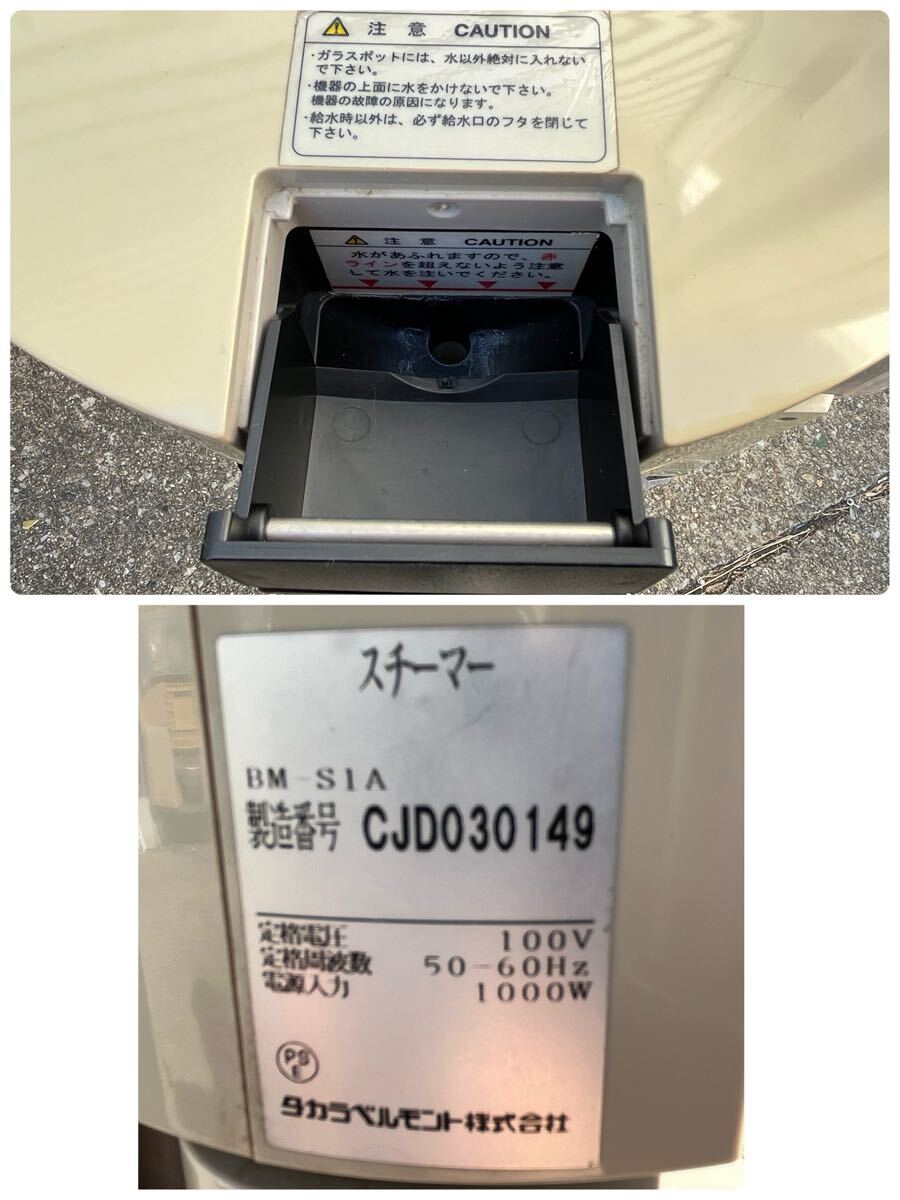 注意 CAUTION
・ガラスポットには、水以外絶対に入れない
で下さい。
・機器の上面に水をかけないで下さい。
機器の故障の原因になります。
・給水時以外は、必ず給水口のフタを閉じて
下さい。
注意 CAUTION
水があふれますので、赤
ラインを超えないよう注意
して水を注いでください。
スチーマー
BM-S1A
製造番号 CJD030149
定格電圧 100V
定格周波数 50-60Hz
電源入力 1000W
PSE
タカラベルモント株式会社